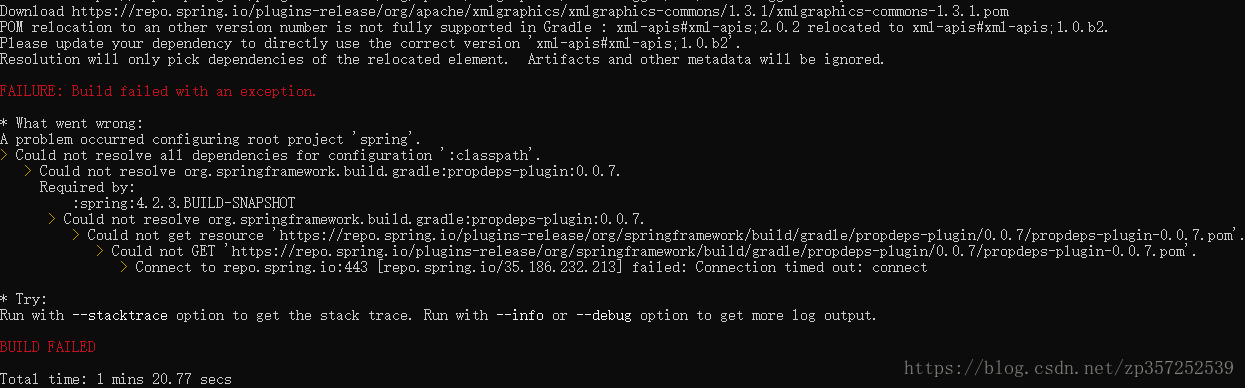 Download https://repo.spring.io/plugins-release/org/apache/xmlgraphics/xmlgraphics-commons/1.3.1/xmlgraphics-commons-1.3.1.pom
POM relocation to an other version number is not fully supported in Gradle : xml-apis#xml-apis;2.0.2 relocated to xml-apis#xml-apis;1.0.b2.
Please update your dependency to directly use the correct version 'xml-apis#xml-apis;1.0.b2'.
Resolution will only pick dependencies of the relocated element.  Artifacts and other metadata will be ignored.
FAILURE: Build failed with an exception.
* What went wrong:
A problem occurred configuring root project 'spring'.
> Could not resolve all dependencies for configuration ':classpath'.
> Could not resolve org.springframework.build.gradle:propdeps-plugin:0.0.7.
Required by:
:spring:4.2.3.BUILD-SNAPSHOT
> Could not resolve org.springframework.build.gradle:propdeps-plugin:0.0.7.
> Could not get resource 'https://repo.spring.io/plugins-release/org/springframework/build/gradle/propdeps-plugin/0.0.7/propdeps-plugin-0.0.7.pom'.
> Could not GET 'https://repo.spring.io/plugins-release/org/springframework/build/gradle/propdeps-plugin/0.0.7/propdeps-plugin-0.0.7.pom'.
> Connect to repo.spring.io:443 [repo.spring.io/35.186.232.213] failed: Connection timed out: connect
* Try:
Run with --stacktrace option to get the stack trace. Run with --info or --debug option to get more log output.
BUILD FAILED
Total time: 1 mins 20.77 secs
https://blog.csdn.net/zp357252539